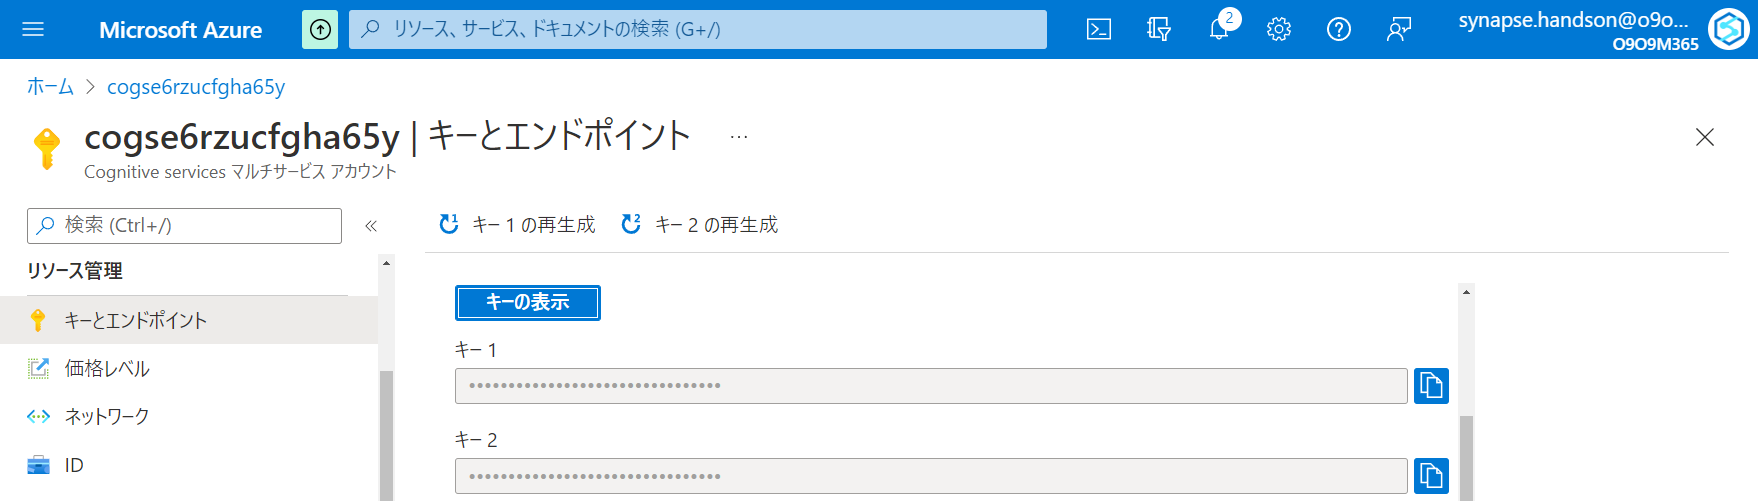 Microsoft Azure
リソース、サービス、ドキュメントの検索 (G+/)
2
synapse.handson@o9o...
O9O9M365
ホーム > cogse6rzucfgha65y
cogse6rzucfgha65y | キーとエンドポイント ...
Cognitive services マルチサービス アカウント
検索 (Ctrl+/)
«
1 キー 1 の再生成
2 キー 2 の再生成
リソース管理
キーとエンドポイント
価格レベル
ネットワーク
ID
キーの表示
キー 1
••••••••••••••••••••••••••••••••
キー 2
••••••••••••••••••••••••••••••••